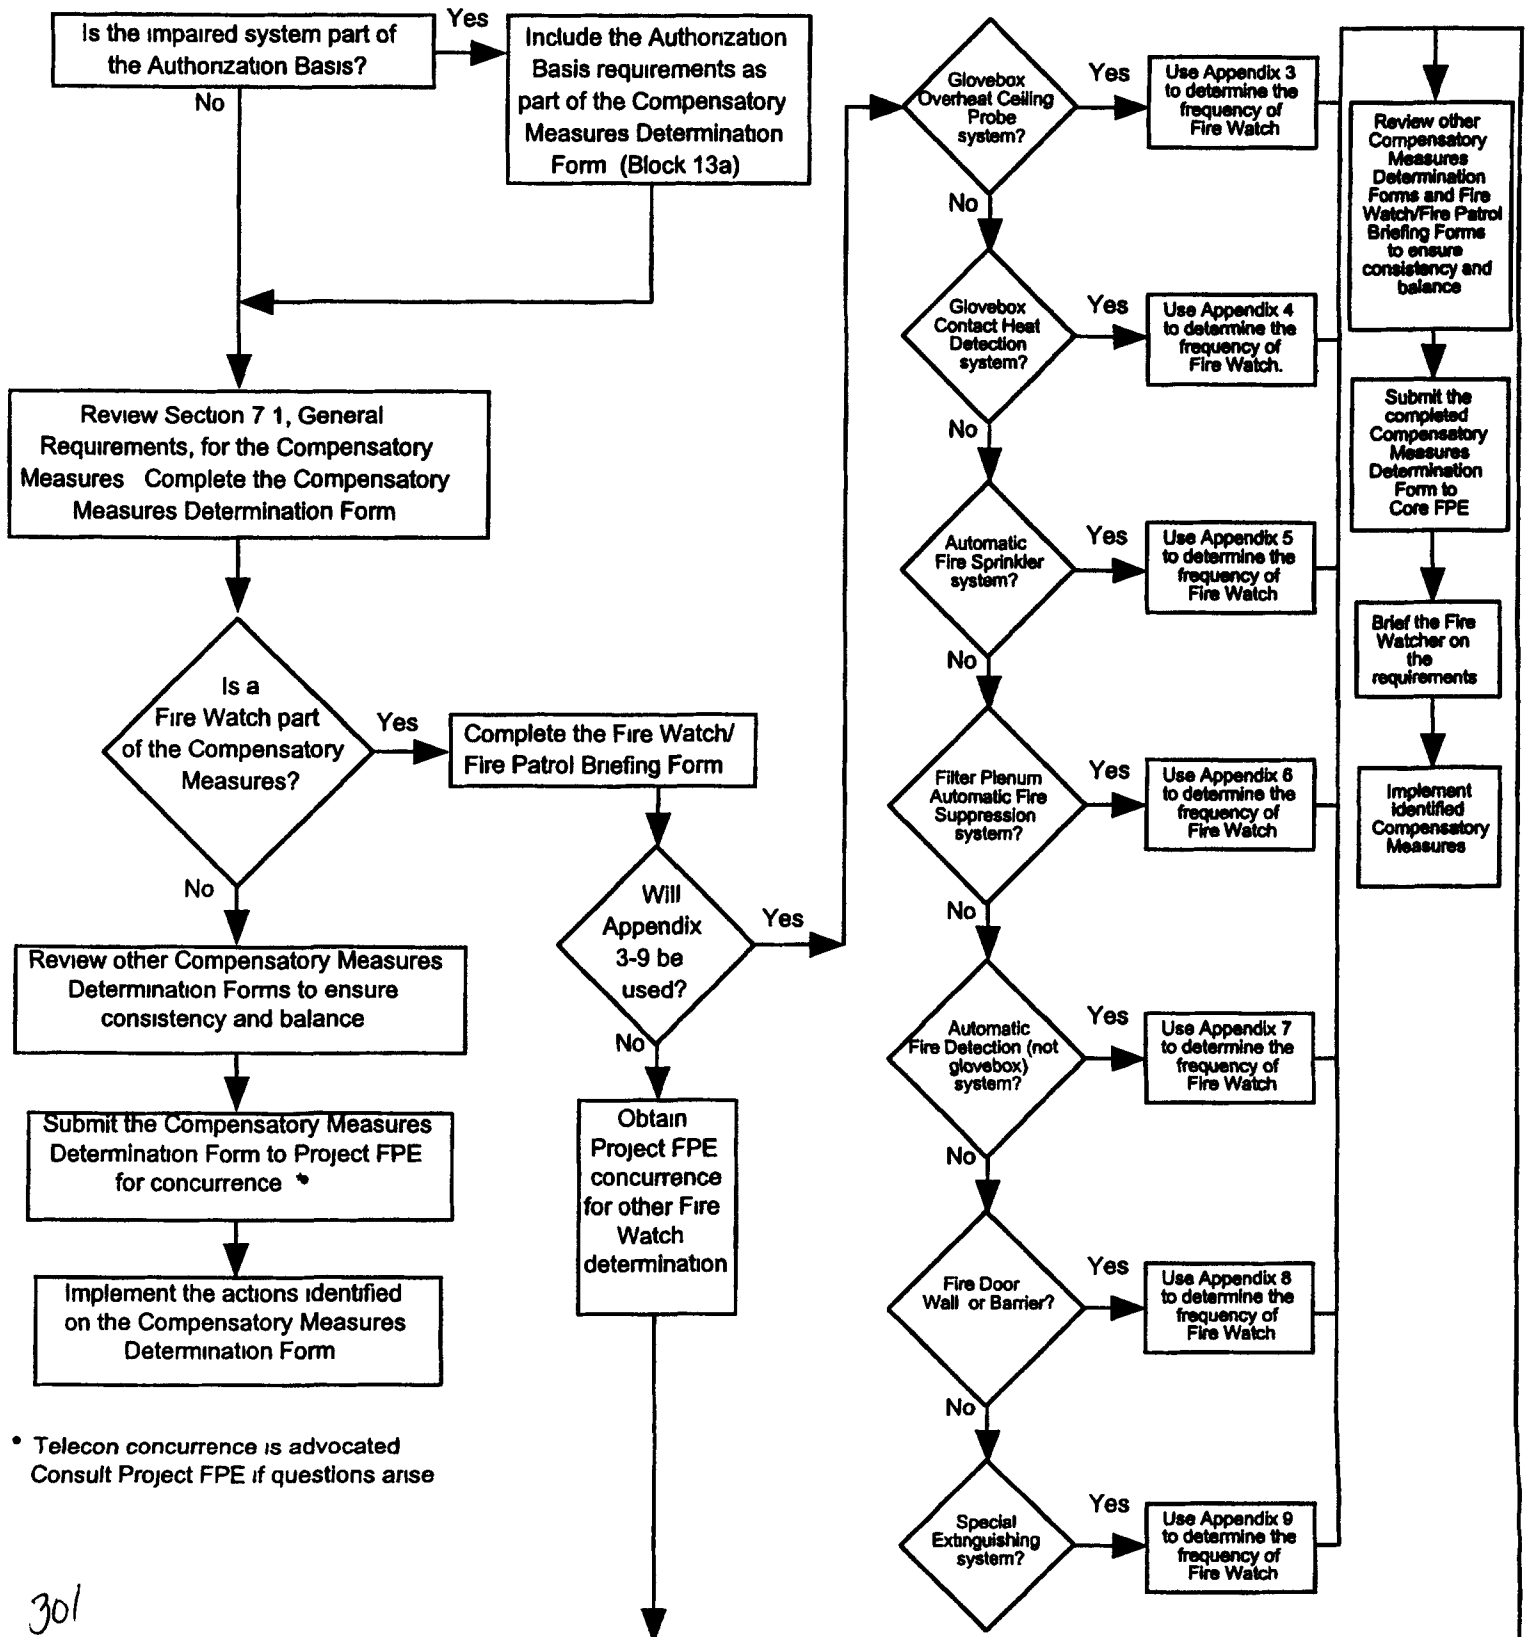 Is the impaired system part of
the Authorization Basis?
Yes
No
Include the Authorization
Basis requirements as
part of the Compensatory
Measures Determination
Form (Block 13a)
Review Section 7 1, General
Requirements, for the Compensatory
Measures Complete the Compensatory
Measures Determination Form
Is a
Fire Watch part
of the Compensatory
Measures?
Yes
No
Complete the Fire Watch/
Fire Patrol Briefing Form
Review other Compensatory Measures
Determination Forms to ensure
consistency and balance
Submit the Compensatory Measures
Determination Form to Project FPE
for concurrence *
Implement the actions identified
on the Compensatory Measures
Determination Form
* Telecon concurrence is advocated
Consult Project FPE if questions arise
301
Will
Appendix
3-9 be
used?
Yes
No
Obtain
Project FPE
concurrence
for other Fire
Watch
determination
Glovebox
Overheat Ceiling
Probe
system?
Yes
No
Use Appendix 3
to determine the
frequency of
Fire Watch
Glovebox
Contact Heat
Detection
system?
Yes
No
Use Appendix 4
to determine the
frequency of
Fire Watch.
Automatic
Fire Sprinkler
system?
Yes
No
Use Appendix 5
to determine the
frequency of
Fire Watch
Filter Plenum
Automatic Fire
Suppression
system?
Yes
No
Use Appendix 6
to determine the
frequency of
Fire Watch
Automatic
Fire Detection (not
glovebox)
system?
Yes
No
Use Appendix 7
to determine the
frequency of
Fire Watch
Fire Door
Wall or Barrier?
Yes
No
Use Appendix 8
to determine the
frequency of
Fire Watch
Special
Extinguishing
system?
Yes
Use Appendix 9
to determine the
frequency of
Fire Watch
Review other
Compensatory
Measures
Determination
Forms and Fire
Watch/Fire Patrol
Briefing Forms
to ensure
consistency and
balance
Submit the
completed
Compensatory
Measures
Determination
Form to
Core FPE
Brief the Fire
Watcher on
the
requirements
Implement
identified
Compensatory
Measures